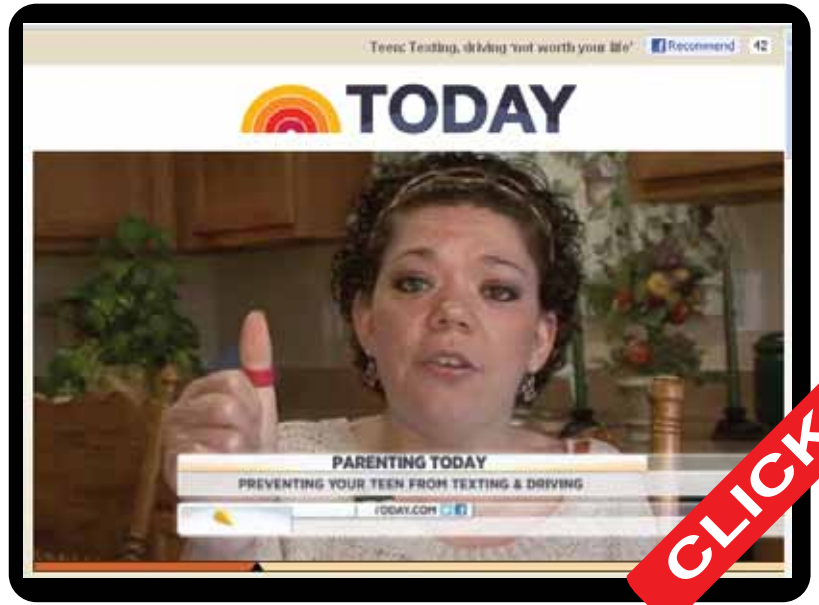 Teen: Texting, driving 'not worth your life'
Recommend 42
TODAY
PARENTING TODAY
PREVENTING YOUR TEEN FROM TEXTING & DRIVING
TODAY.COM
CLICK